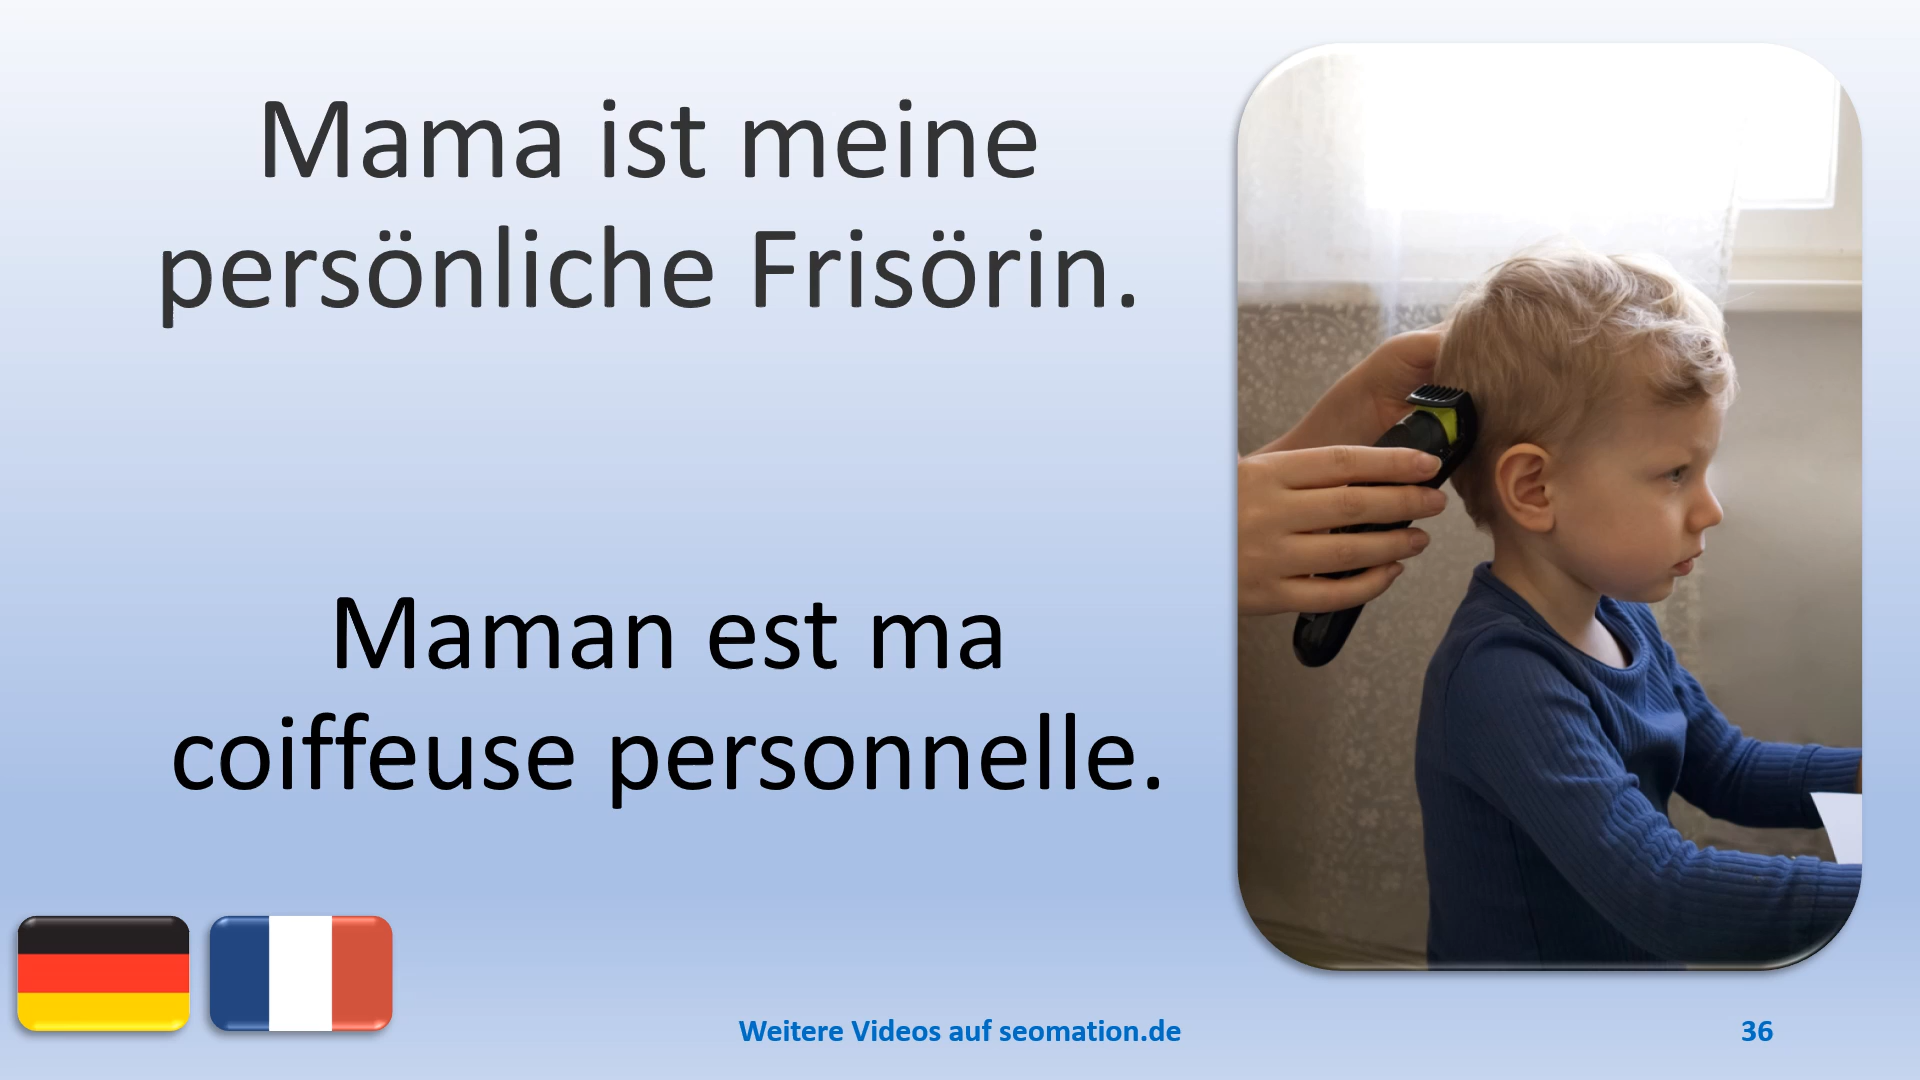 Mama ist meine
persönliche Frisörin.
Maman est ma
coiffeuse personnelle.
Weitere Videos auf seomation.de
36